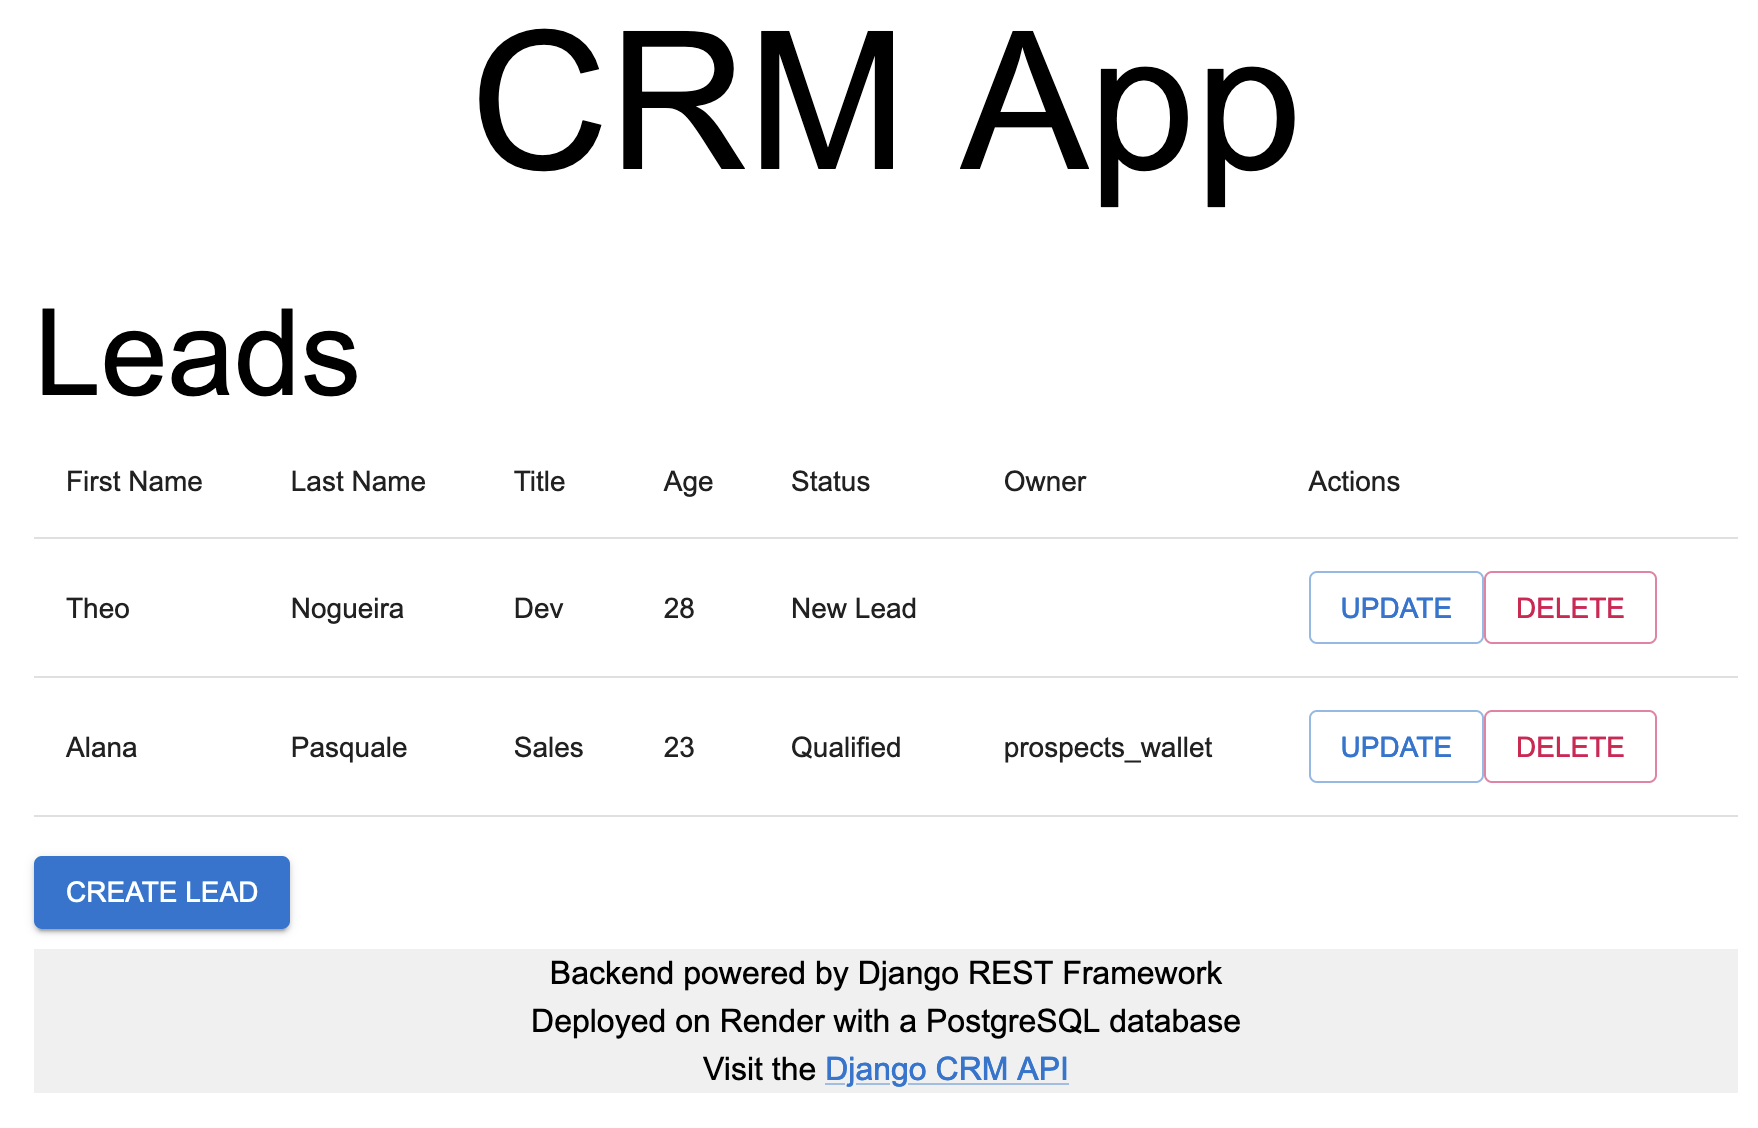 CRM App
Leads
First Name Last Name Title Age Status Owner Actions
Theo Nogueira Dev 28 New Lead UPDATE DELETE
Alana Pasquale Sales 23 Qualified prospects_wallet UPDATE DELETE
CREATE LEAD
Backend powered by Django REST Framework
Deployed on Render with a PostgreSQL database
Visit the Django CRM API